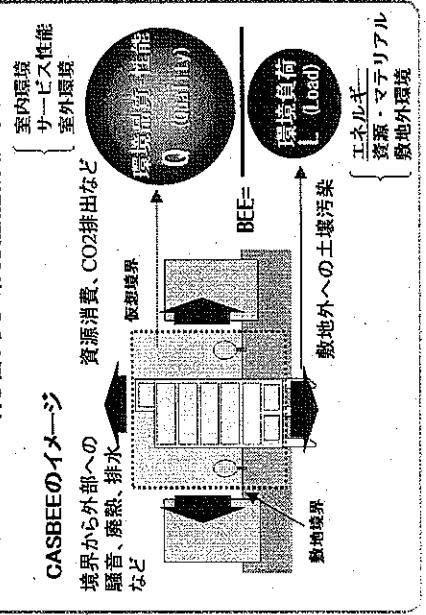 CASBEEのイメージ
境界から外部への
騒音、廃熱、排水
など
資源消費、CO2排出など
仮想境界
敷地境界
敷地外への土壌汚染
室内環境
サービス性能
室外環境
環境品質・性能
Q (Quality)
BEE=
環境負荷
L (Load)
エネルギー
資源・マテリアル
敷地外環境